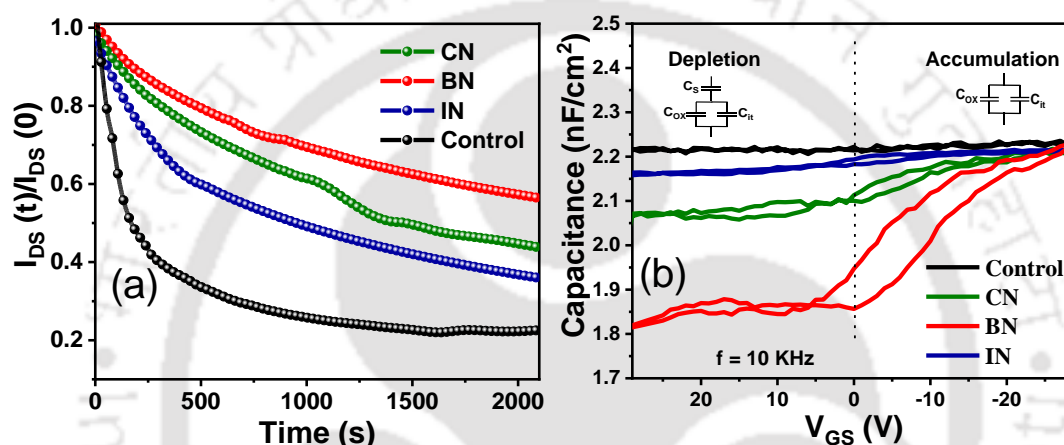 1.0
0.8
0.6
0.4
0.2
0
500
1000
1500
2000
I_DS (t)/I_DS (0)
Time (s)
CN
BN
IN
Control
(a)
2.5
2.4
2.3
2.2
2.1
2.0
1.9
1.8
1.7
20
10
0
-10
-20
Capacitance (nF/cm²)
V_GS (V)
Depletion
C_S
C_OX
C_it
Accumulation
C_OX
C_it
(b)
f = 10 KHz
Control
CN
BN
IN